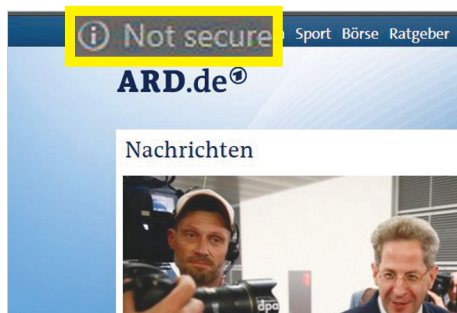 Not secure
Sport Börse Ratgeber
ARD.de
Nachrichten
dpa